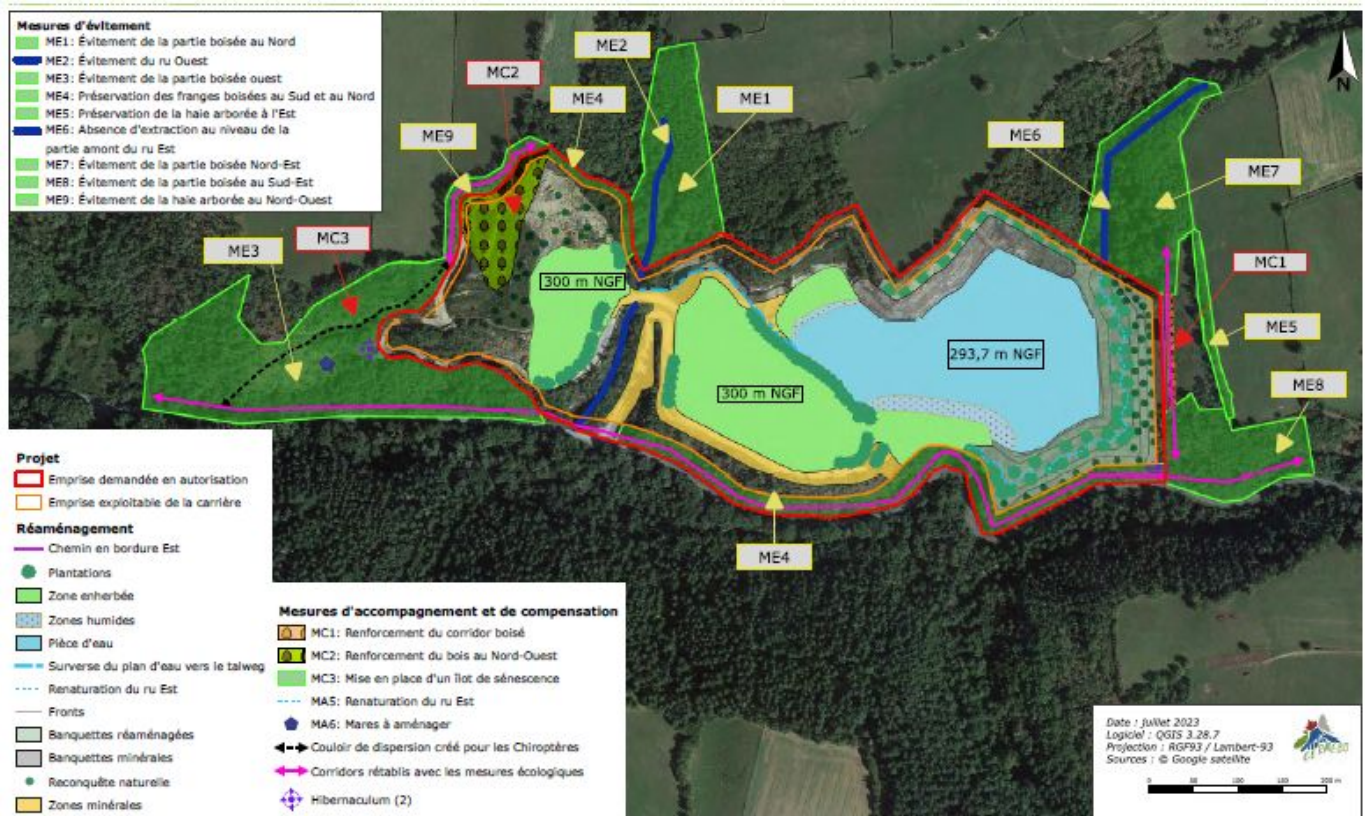 Mesures d'évitement
ME1: Évitement de la partie boisée au Nord
ME2: Évitement du ru Ouest
ME3: Évitement de la partie boisée ouest
ME4: Préservation des franges boisées au Sud et au Nord
ME5: Préservation de la haie arborée à l'Est
ME6: Absence d'extraction au niveau de la
partie amont du ru Est
ME7: Évitement de la partie boisée Nord-Est
ME8: Évitement de la partie boisée au Sud-Est
ME9: Évitement de la haie arborée au Nord-Ouest
ME2
MC2
ME4
ME1
N
ME9
ME6
ME7
MC3
ME3
MC1
300 m NGF
ME5
293,7 m NGF
ME8
300 m NGF
ME4
Projet
Emprise demandée en autorisation
Emprise exploitable de la carrière
Réaménagement
Chemin en bordure Est
Plantations
Zone enherbée
Zones humides
Pièce d'eau
Surverse du plan d'eau vers le talweg
Renaturation du ru Est
Fronts
Banquettes réaménagées
Banquettes minérales
Reconquête naturelle
Zones minérales
Mesures d'accompagnement et de compensation
MC1: Renforcement du corridor boisé
MC2: Renforcement du bois au Nord-Ouest
MC3: Mise en place d'un îlot de sénescence
MA5: Renaturation du ru Est
MA6: Mares à aménager
Couloir de dispersion créé pour les Chiroptères
Corridors rétablis avec les mesures écologiques
Hibernaculum (2)
Date : Juillet 2023
Logiciel : QGIS 3.28.7
Projection : RGF93 / Lambert-93
Sources : © Google satellite
0 50 100 150 200 m